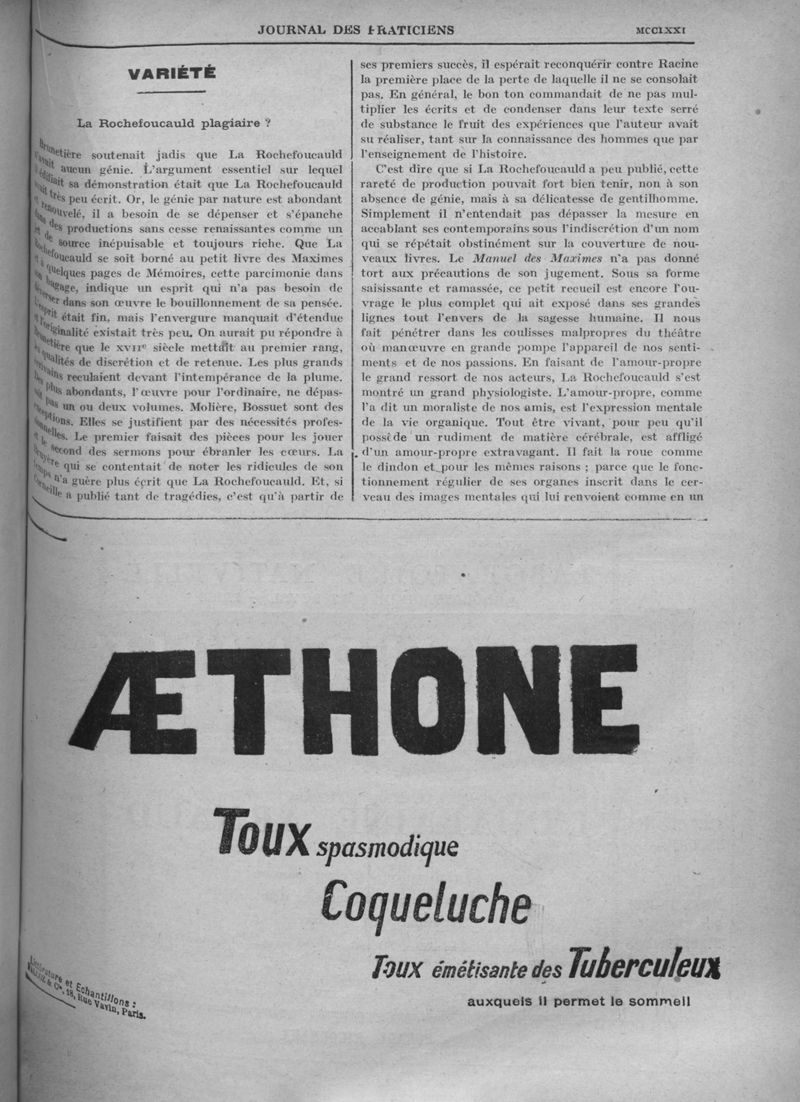 JOURNAL DES PRATICIENS
MCCLXXI
VARIÉTÉ
La Rochefoucauld plagiaire ?
Brunetière soutenait jadis que La Rochefoucauld
n'avait aucun génie. L'argument essentiel sur lequel
il édifiait sa démonstration était que La Rochefoucauld
avait très peu écrit. Or, le génie par nature est abondant
et renouvelé, il a besoin de se dépenser et s'épanche
dans des productions sans cesse renaissantes comme un
jet de source inépuisable et toujours riche. Que La
Rochefoucauld se soit borné au petit livre des Maximes
et à quelques pages de Mémoires, cette parcimonie dans
son bagage, indique un esprit qui n'a pas besoin de
déverser dans son œuvre le bouillonnement de sa pensée.
L'esprit était fin, mais l'envergure manquait d'étendue
et l'originalité existait très peu. On aurait pu répondre à
Brunetière que le XVIIe siècle mettait au premier rang,
les qualités de discrétion et de retenue. Les plus grands
écrivains reculaient devant l'intempérance de la plume.
Des plus abondants, l'œuvre pour l'ordinaire, ne dépas-
sait pas un ou deux volumes. Molière, Bossuet sont des
exceptions. Elles se justifient par des nécessités profes-
sionnelles. Le premier faisait des pièces pour les jouer
et le second des sermons pour ébranler les cœurs. La
Bruyère qui se contentait de noter les ridicules de son
temps n'a guère plus écrit que La Rochefoucauld. Et, si
Corneille a publié tant de tragédies, c'est qu'à partir de
ses premiers succès, il espérait reconquérir contre Racine
la première place de la perte de laquelle il ne se consolait
pas. En général, le bon ton commandait de ne pas mul-
tiplier les écrits et de condenser dans leur texte serré
de substance le fruit des expériences que l'auteur avait
su réaliser, tant sur la connaissance des hommes que par
l'enseignement de l'histoire.
C'est dire que si La Rochefoucauld a peu publié, cette
rareté de production pouvait fort bien tenir, non à son
absence de génie, mais à sa délicatesse de gentilhomme.
Simplement il n'entendait pas dépasser la mesure en
accablant ses contemporains sous l'indiscrétion d'un nom
qui se répétait obstinément sur la couverture de nou-
veaux livres. Le Manuel des Maximes n'a pas donné
tort aux précautions de son jugement. Sous sa forme
saisissante et ramassée, ce petit recueil est encore l'ou-
vrage le plus complet qui ait exposé dans ses grandes
lignes tout l'envers de la sagesse humaine. Il nous
fait pénétrer dans les coulisses malpropres du théâtre
où manœuvre en grande pompe l'appareil de nos senti-
ments et de nos passions. En faisant de l'amour-propre
le grand ressort de nos acteurs, La Rochefoucauld s'est
montré un grand physiologiste. L'amour-propre, comme
l'a dit un moraliste de nos amis, est l'expression mentale
de la vie organique. Tout être vivant, pour peu qu'il
possède un rudiment de matière cérébrale, est affligé
d'un amour-propre extravagant. Il fait la roue comme
le dindon et pour les mêmes raisons ; parce que le fonc-
tionnement régulier de ses organes inscrit dans le cer-
veau des images mentales qui lui renvoient comme en un
ÆTHONE
Toux spasmodique
Coqueluche
Toux émétisante des Tuberculeux
auxquels il permet le sommeil
Littérature et Echantillons :
& Cie, 18, Rue Vavin, Paris.